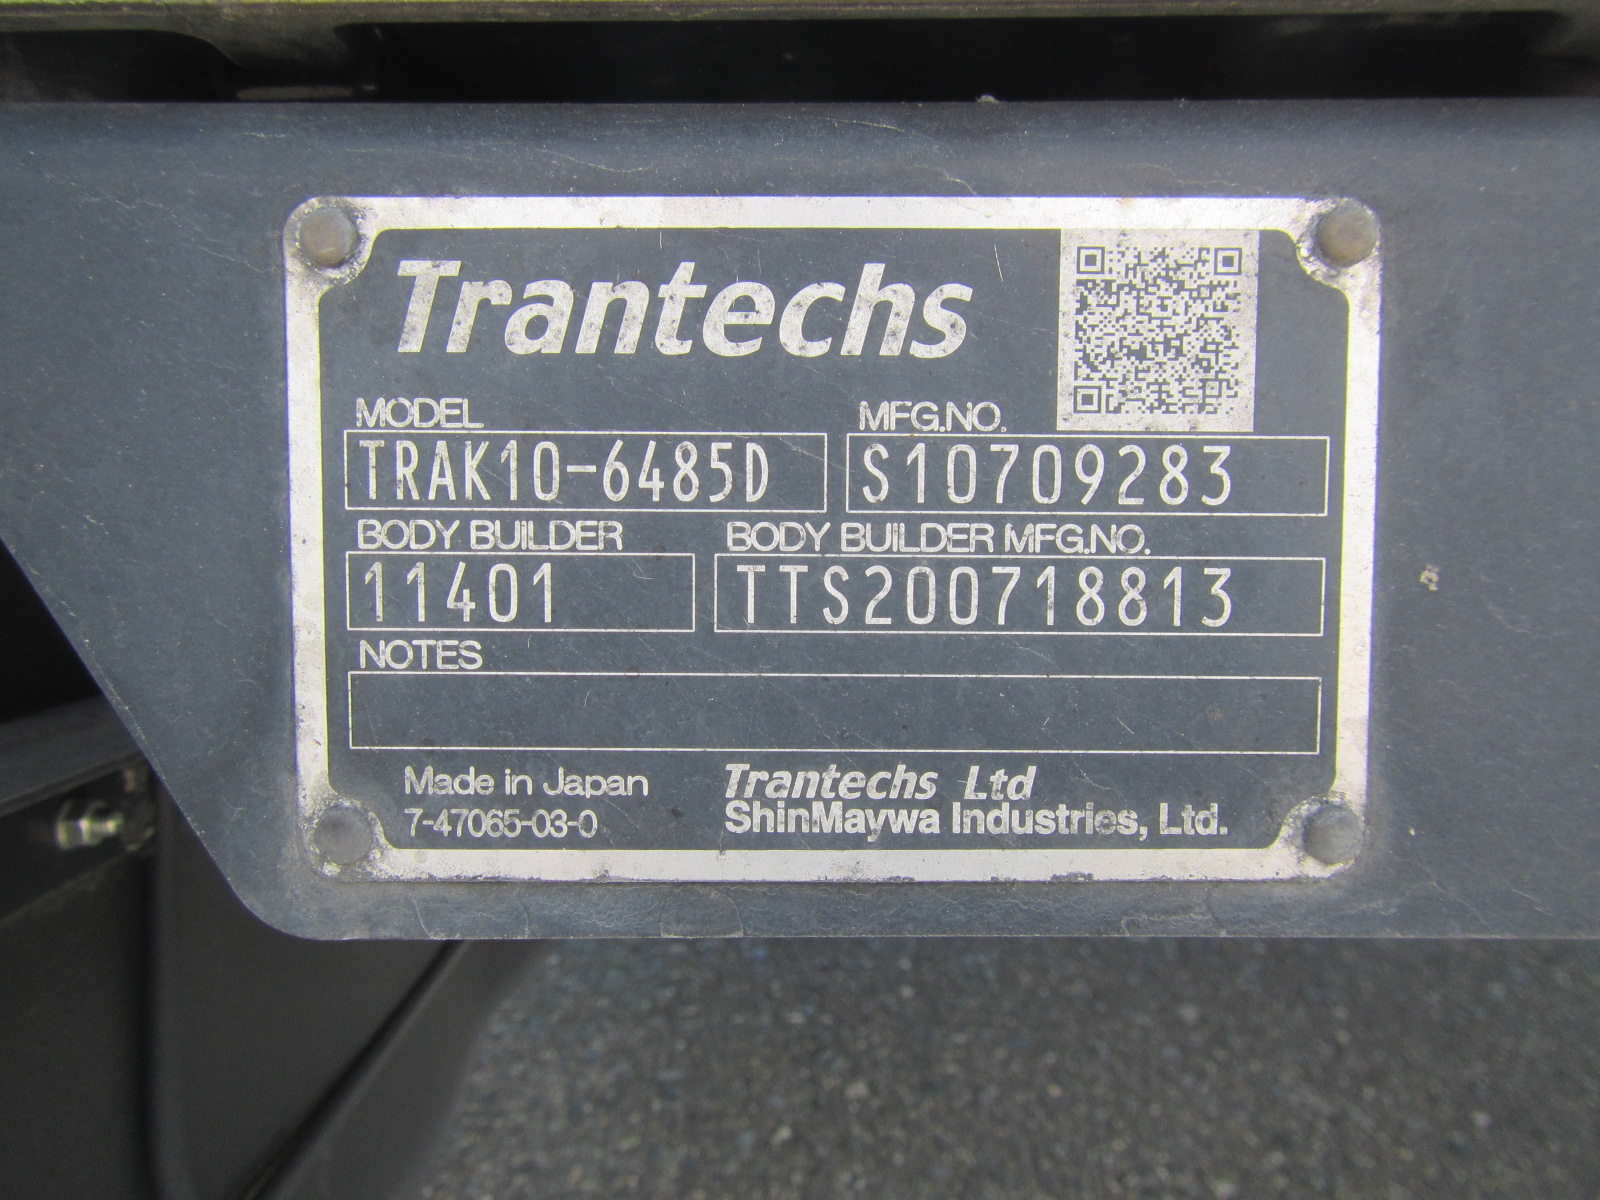 Trantechs
MODEL MFG.NO.
TRAK10-6485D S10709283
BODY BUILDER BODY BUILDER MFG.NO.
11401 TTS200718813
NOTES
Made in Japan Trantechs Ltd
7-47065-03-0 ShinMaywa Industries, Ltd.